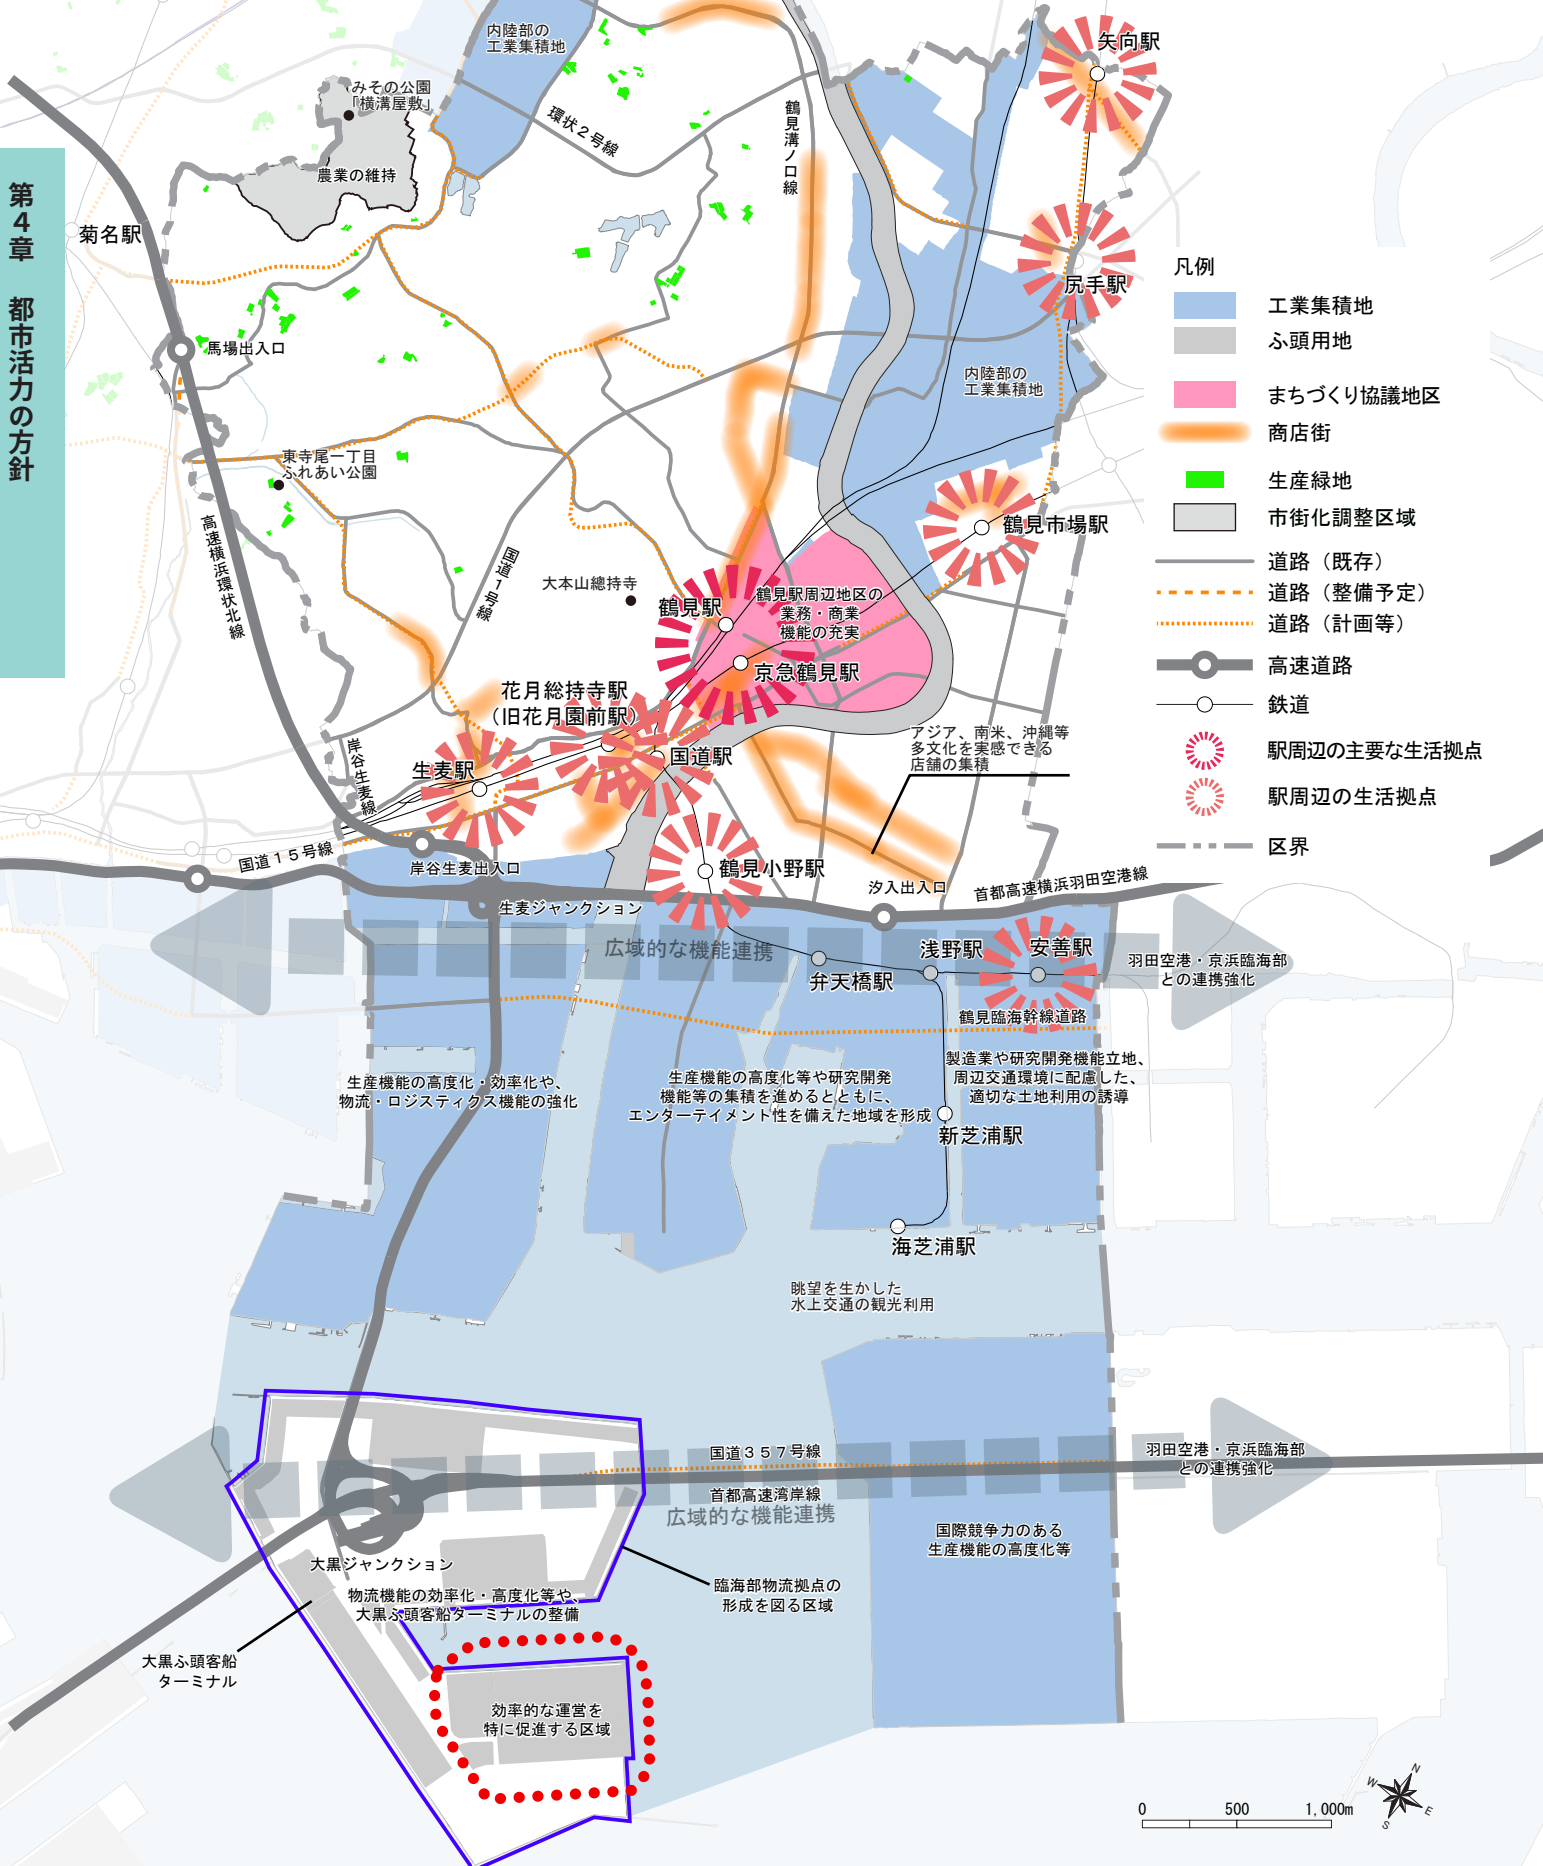 第４章 都市活力の方針
内陸部の
工業集積地
矢向駅
みその公園
「横溝屋敷」
環状２号線
鶴見溝ノ口線
農業の維持
菊名駅
尻手駅
凡例
工業集積地
ふ頭用地
まちづくり協議地区
商店街
生産緑地
市街化調整区域
道路（既存）
道路（整備予定）
道路（計画等）
高速道路
鉄道
駅周辺の主要な生活拠点
駅周辺の生活拠点
区界
馬場出入口
内陸部の
工業集積地
東寺尾一丁目
ふれあい公園
高速横浜環状北線
国道１号線
鶴見市場駅
大本山總持寺
鶴見駅
鶴見駅周辺地区の
業務・商業
機能の充実
京急鶴見駅
花月総持寺駅
（旧花月園前駅）
国道駅
アジア、南米、沖縄等
多文化を実感できる
店舗の集積
岸谷生麦線
生麦駅
国道１５号線
岸谷生麦出入口
鶴見小野駅
汐入出入口
首都高速横浜羽田空港線
生麦ジャンクション
広域的な機能連携
弁天橋駅
浅野駅
安善駅
羽田空港・京浜臨海部
との連携強化
鶴見臨海幹線道路
生産機能の高度化・効率化や、
物流・ロジスティクス機能の強化
生産機能の高度化等や研究開発
機能等の集積を進めるとともに、
エンターテイメント性を備えた地域を形成
製造業や研究開発機能立地、
周辺交通環境に配慮した、
適切な土地利用の誘導
新芝浦駅
海芝浦駅
眺望を生かした
水上交通の観光利用
国道３５７号線
首都高速湾岸線
広域的な機能連携
羽田空港・京浜臨海部
との連携強化
国際競争力のある
生産機能の高度化等
大黒ジャンクション
物流機能の効率化・高度化等や、
大黒ふ頭客船ターミナルの整備
臨海部物流拠点の
形成を図る区域
大黒ふ頭客船
ターミナル
効率的な運営を
特に促進する区域
0 500 1,000m
N
W
E
S